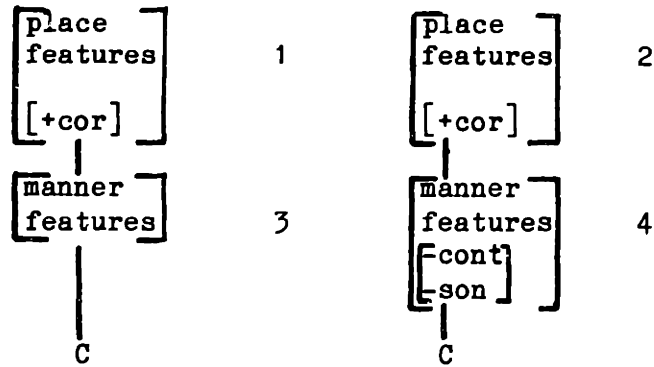 place place
features 1 features 2
[+cor] [+cor]
manner manner
features 3 features 4
-cont
-son
C C